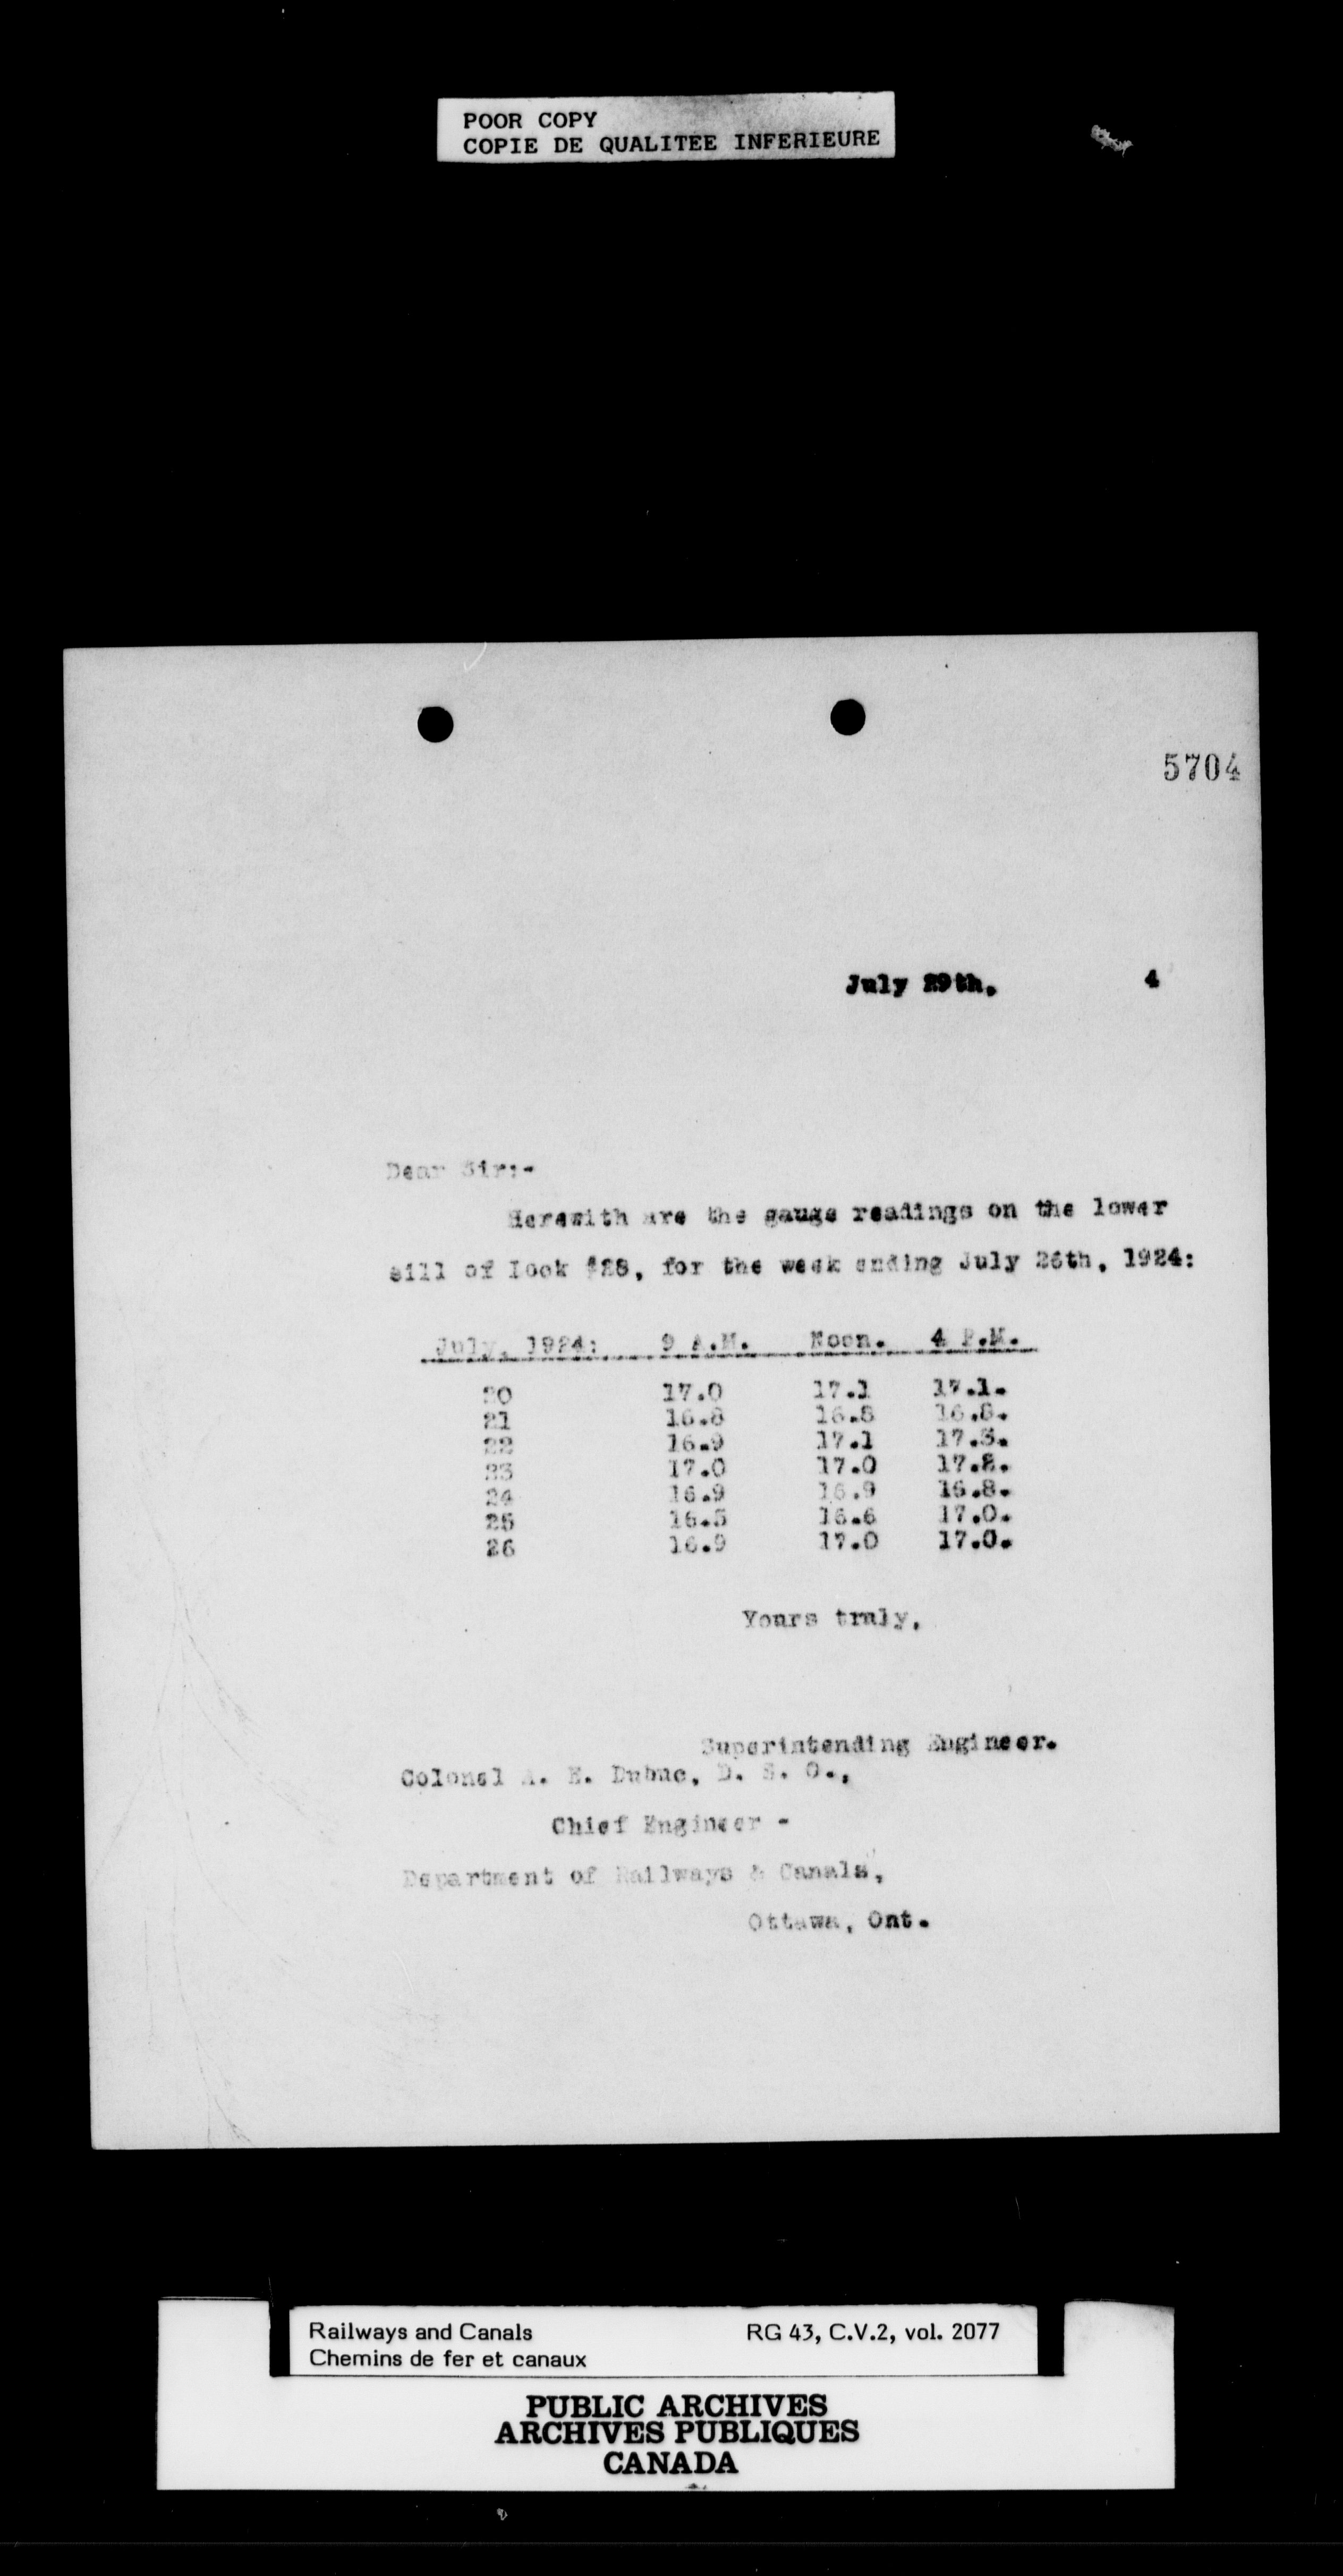 POOR COPY
COPIE DE QUALITEE INFERIEURE
5704
July 29th, 4
Dear Sir:-
Herewith are the gauge readings on the lower
sill of Lock #28, for the week ending July 26th, 1924:
July, 1924: 9 A.M. Noon. 4 P.M.
20 17.0 17.1 17.1.
21 16.8 16.8 16.8.
22 16.9 17.1 17.3.
23 17.0 17.0 17.2.
24 16.9 16.9 16.8.
25 16.5 16.6 17.0.
26 16.9 17.0 17.0.
Yours truly,
Superintending Engineer.
Colonel A. E. Dubuc, D. S. O.,
Chief Engineer -
Department of Railways & Canals,
Ottawa, Ont.
Railways and Canals RG 43, C.V.2, vol. 2077
Chemins de fer et canaux
PUBLIC ARCHIVES
ARCHIVES PUBLIQUES
CANADA